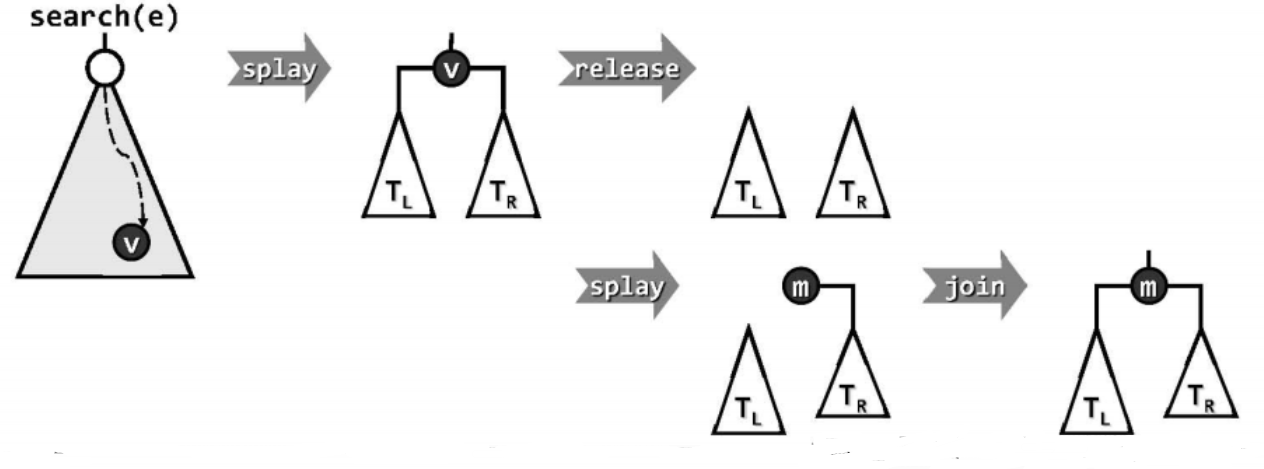 search(e)
splay
v
release
T_L
T_R
T_L
T_R
v
splay
m
join
m
T_L
T_R
T_L
T_R